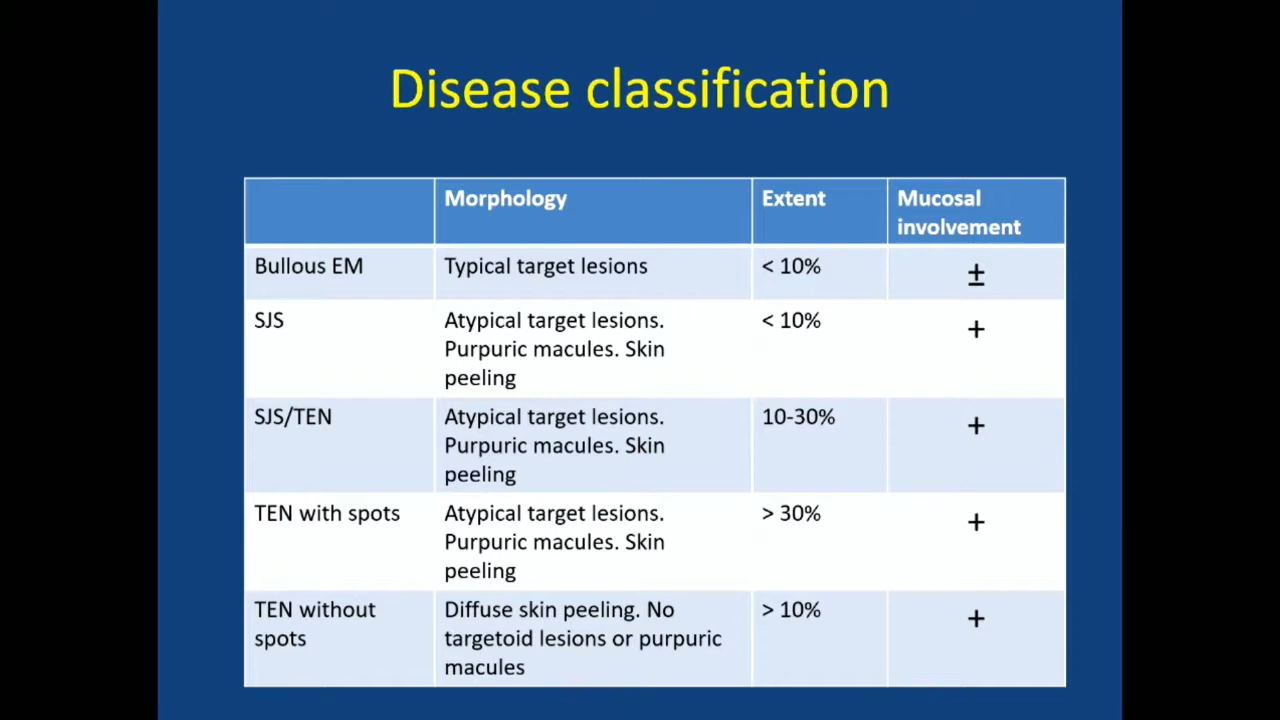 Disease classification
Morphology
Extent
Mucosal
involvement
Bullous EM
Typical target lesions
< 10%
±
SJS
Atypical target lesions.
Purpuric macules. Skin
peeling
< 10%
+
SJS/TEN
Atypical target lesions.
Purpuric macules. Skin
peeling
10-30%
+
TEN with spots
Atypical target lesions.
Purpuric macules. Skin
peeling
> 30%
+
TEN without
spots
Diffuse skin peeling. No
targetoid lesions or purpuric
macules
> 10%
+